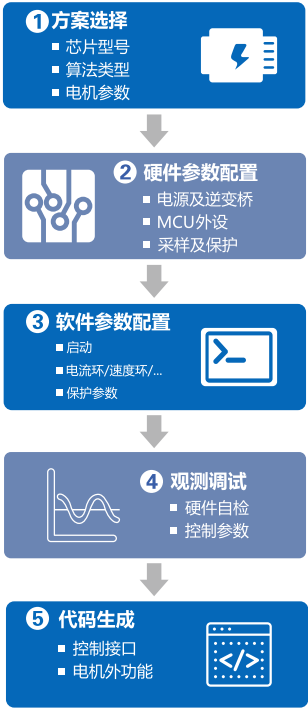 1 方案选择
芯片型号
算法类型
电机参数
2 硬件参数配置
电源及逆变桥
MCU外设
采样及保护
3 软件参数配置
启动
电流环/速度环/...
保护参数
4 观测调试
硬件自检
控制参数
5 代码生成
控制接口
电机外功能